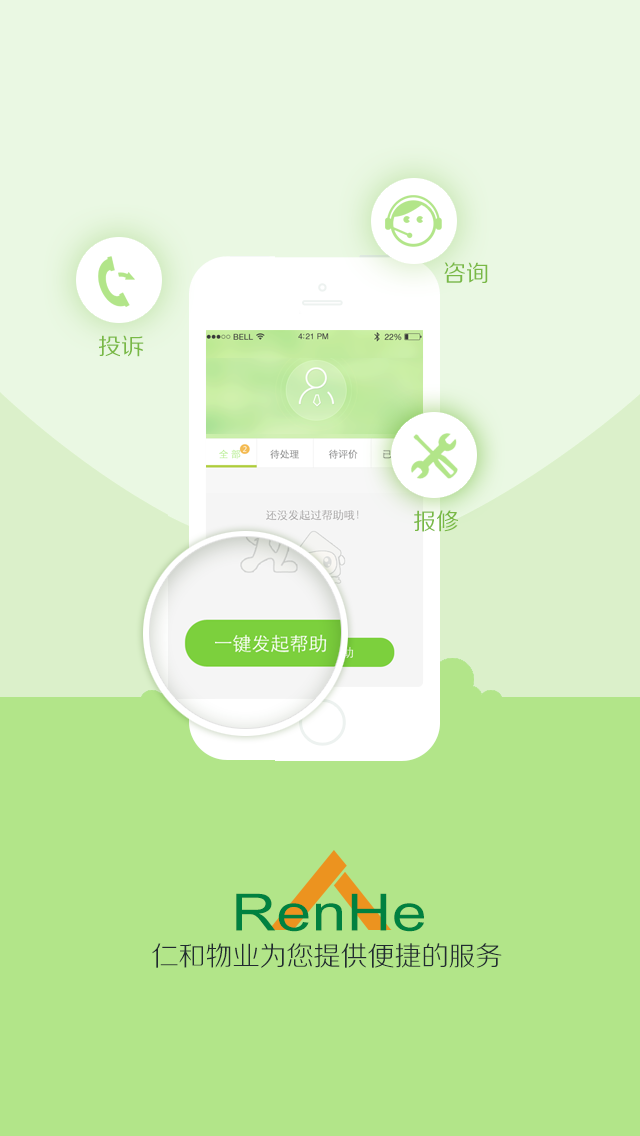 咨询
投诉
BELL 4:21 PM 22%
全部 2 待处理 待评价 已
报修
还没发起过帮助哦！
一键发起帮助
助
RenHe
仁和物业为您提供便捷的服务